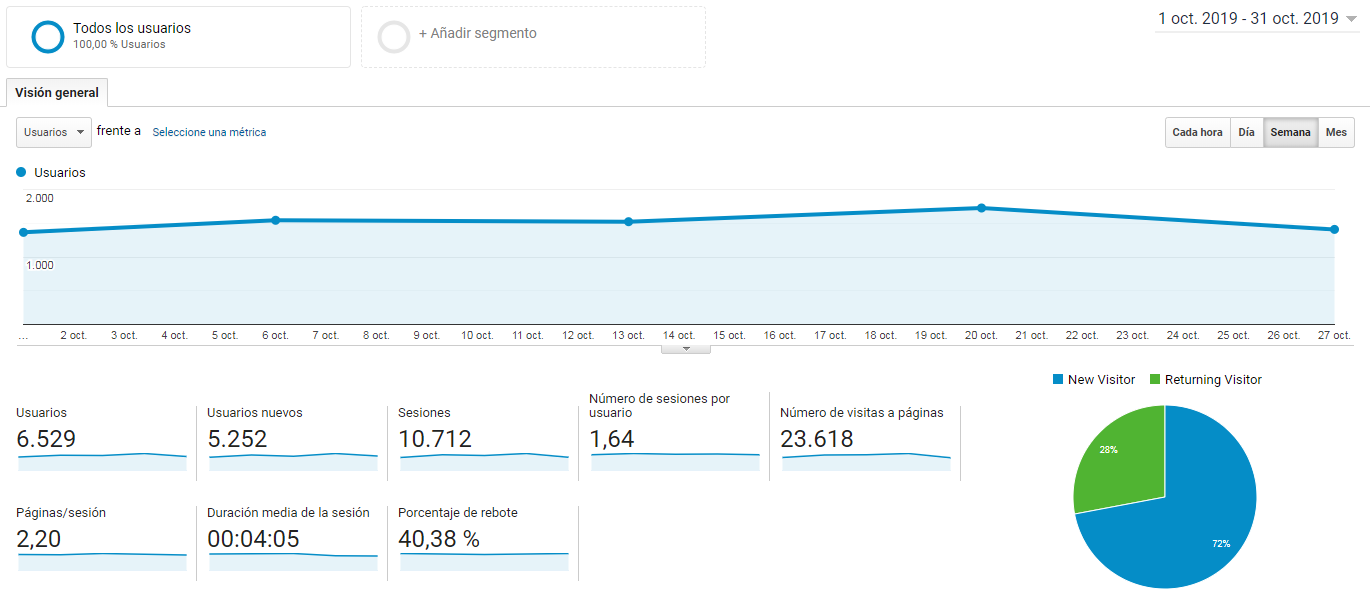 Todos los usuarios
100,00 % Usuarios
+ Añadir segmento
1 oct. 2019 - 31 oct. 2019
Visión general
Usuarios
frente a
Seleccione una métrica
Cada hora
Día
Semana
Mes
Usuarios
2.000
1.000
... 2 oct. 3 oct. 4 oct. 5 oct. 6 oct. 7 oct. 8 oct. 9 oct. 10 oct. 11 oct. 12 oct. 13 oct. 14 oct. 15 oct. 16 oct. 17 oct. 18 oct. 19 oct. 20 oct. 21 oct. 22 oct. 23 oct. 24 oct. 25 oct. 26 oct. 27 oct.
New Visitor
Returning Visitor
Usuarios
6.529
Usuarios nuevos
5.252
Sesiones
10.712
Número de sesiones por
usuario
1,64
Número de visitas a páginas
23.618
28%
72%
Páginas/sesión
2,20
Duración media de la sesión
00:04:05
Porcentaje de rebote
40,38 %